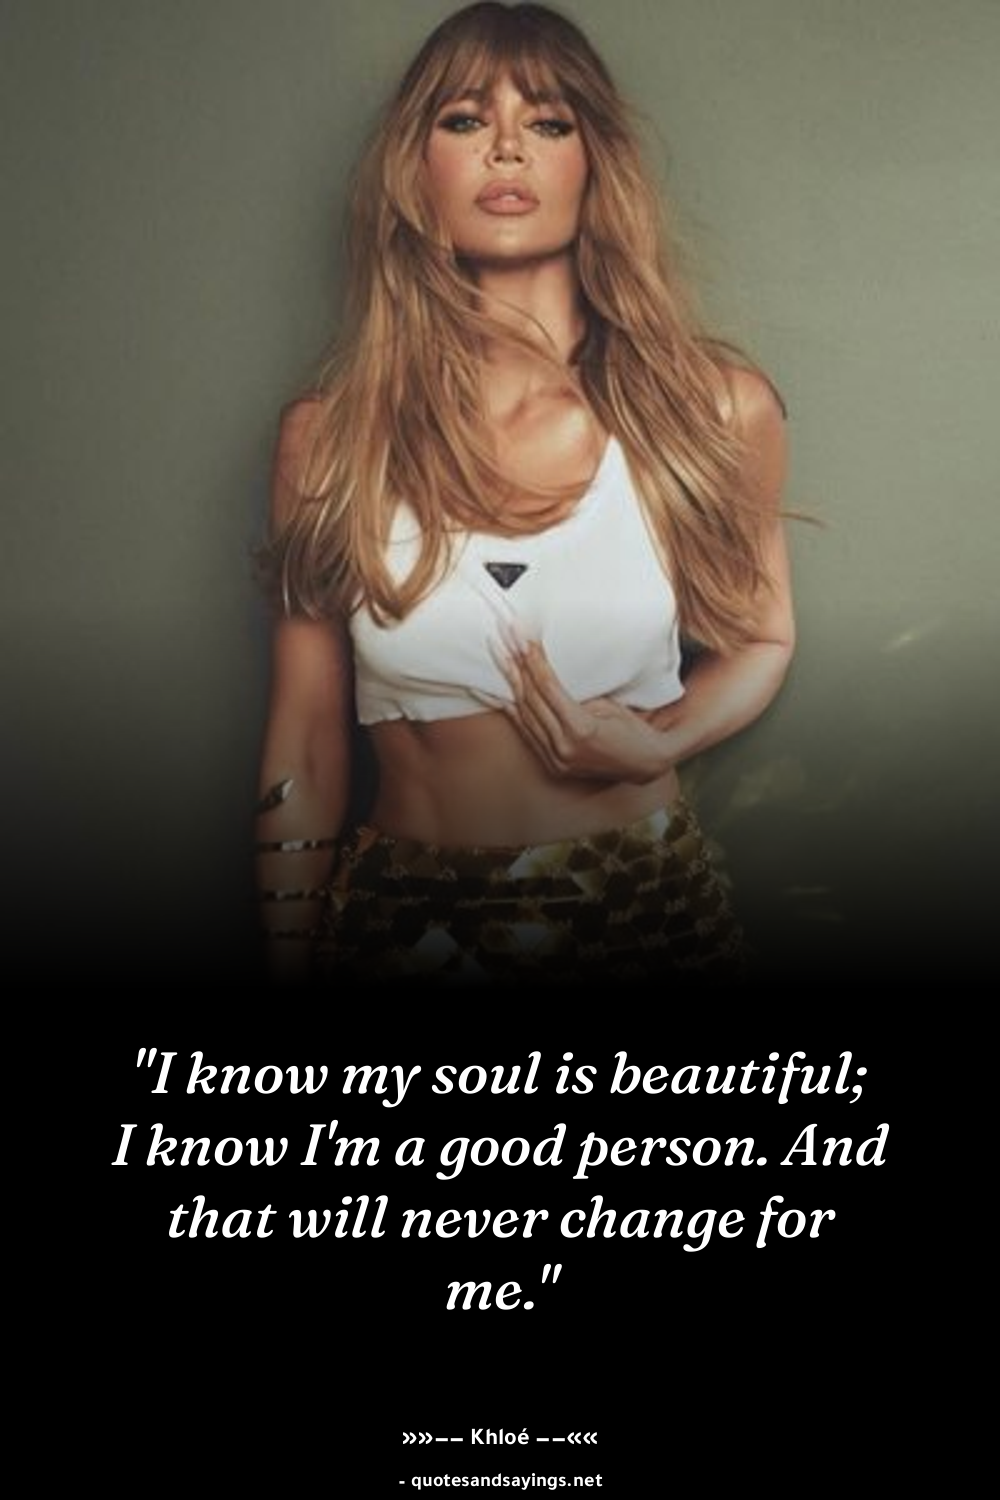 "I know my soul is beautiful;
I know I'm a good person. And
that will never change for
me."
»»−− Khloé −−««
- quotesandsayings.net